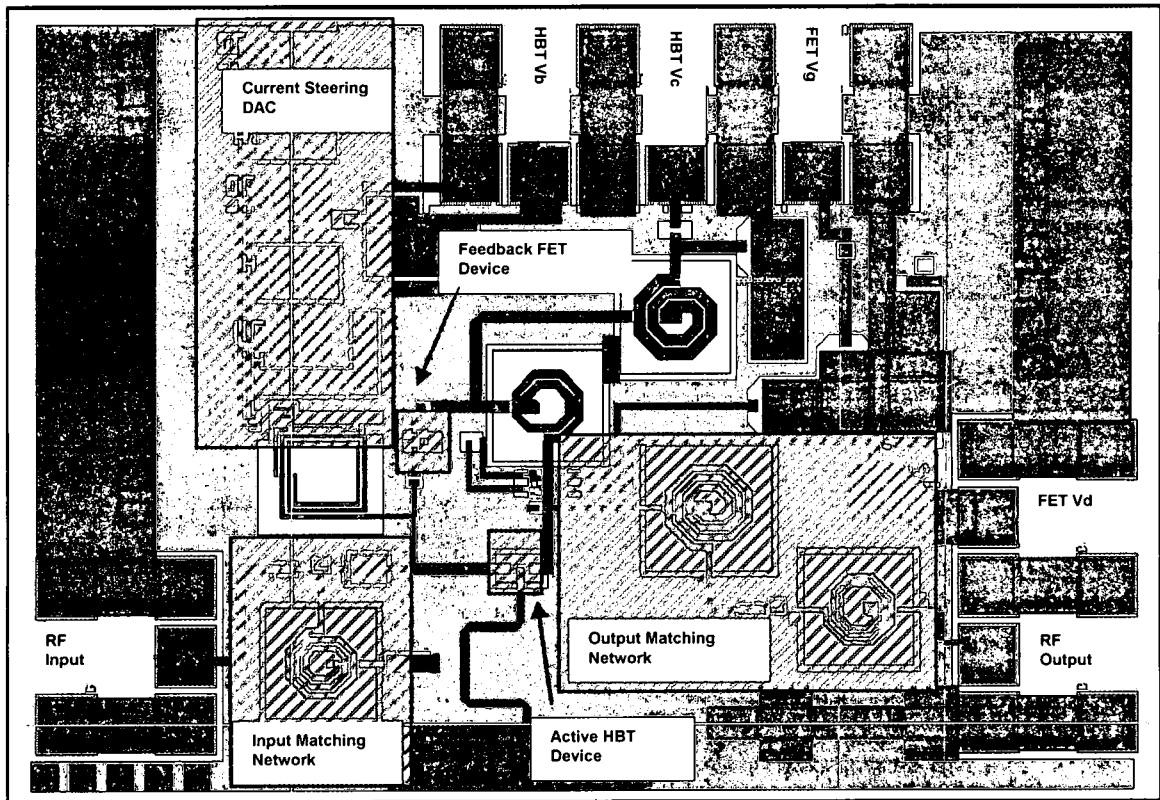 Current Steering
DAC
HBT Vb
HBT Vc
FET Vg
Feedback FET
Device
FET Vd
RF
Input
Output Matching
Network
RF
Output
Input Matching
Network
Active HBT
Device